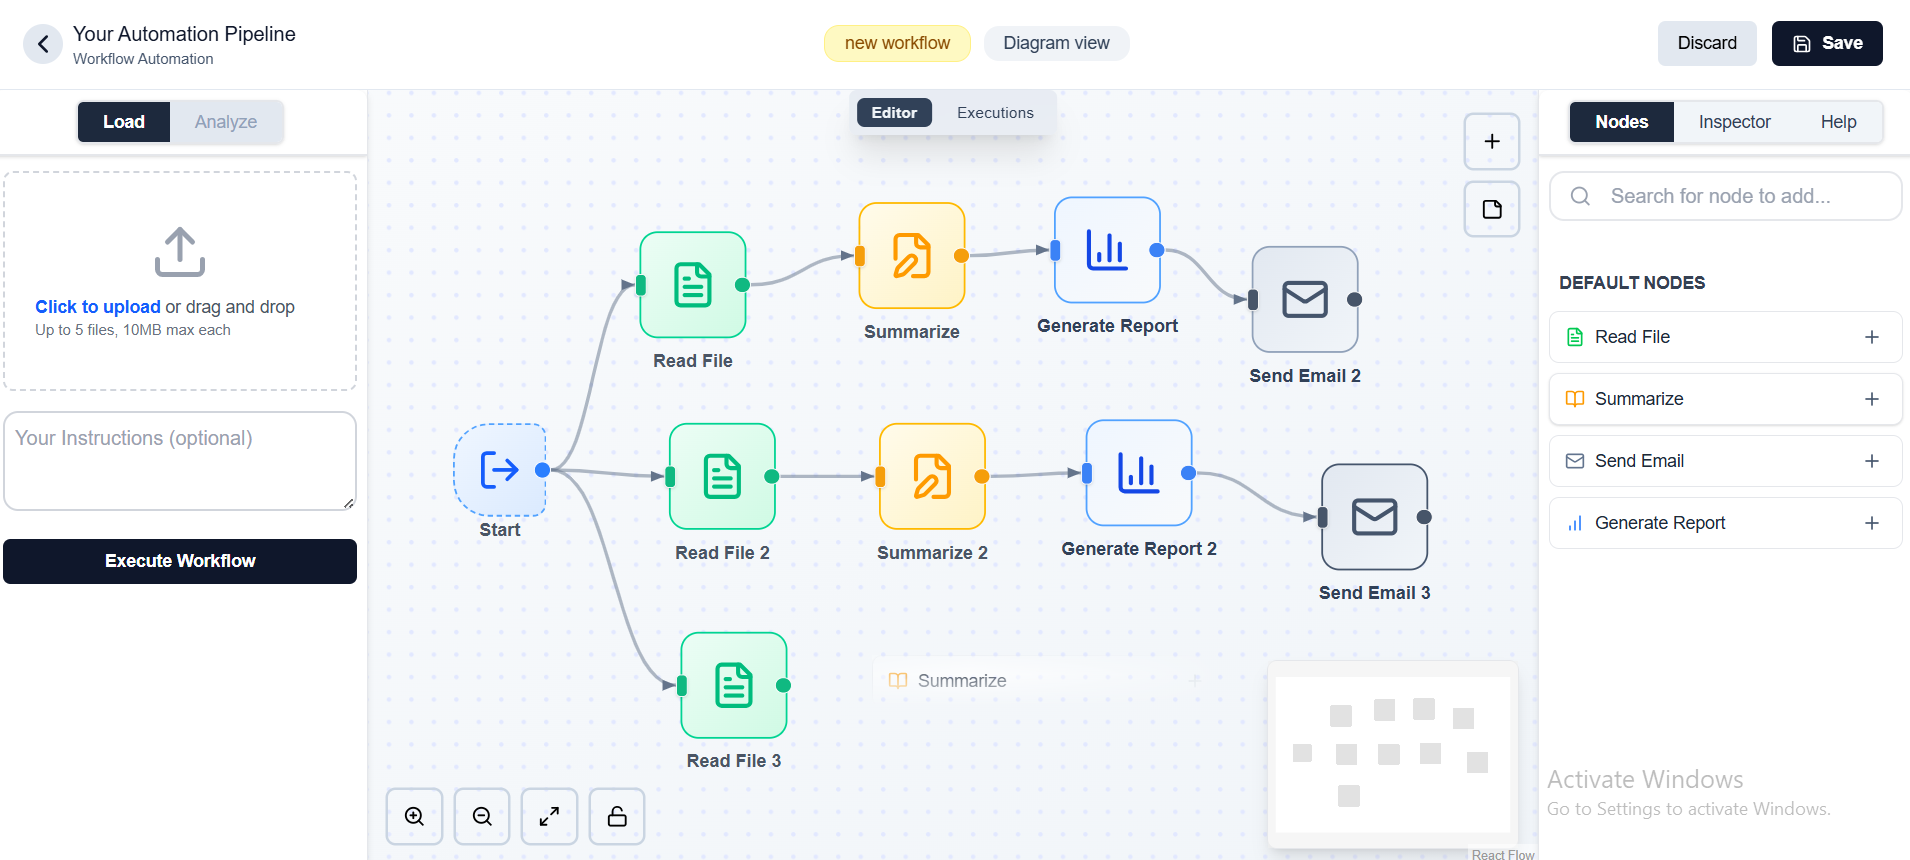 Your Automation Pipeline
Workflow Automation
new workflow
Diagram view
Discard
Save
Load
Analyze
Editor
Executions
Nodes
Inspector
Help
Click to upload or drag and drop
Up to 5 files, 10MB max each
Your Instructions (optional)
Execute Workflow
Start
Read File
Summarize
Generate Report
Send Email 2
Read File 2
Summarize 2
Generate Report 2
Send Email 3
Read File 3
Summarize
Search for node to add...
DEFAULT NODES
Read File
Summarize
Send Email
Generate Report
Activate Windows
Go to Settings to activate Windows.
React Flow